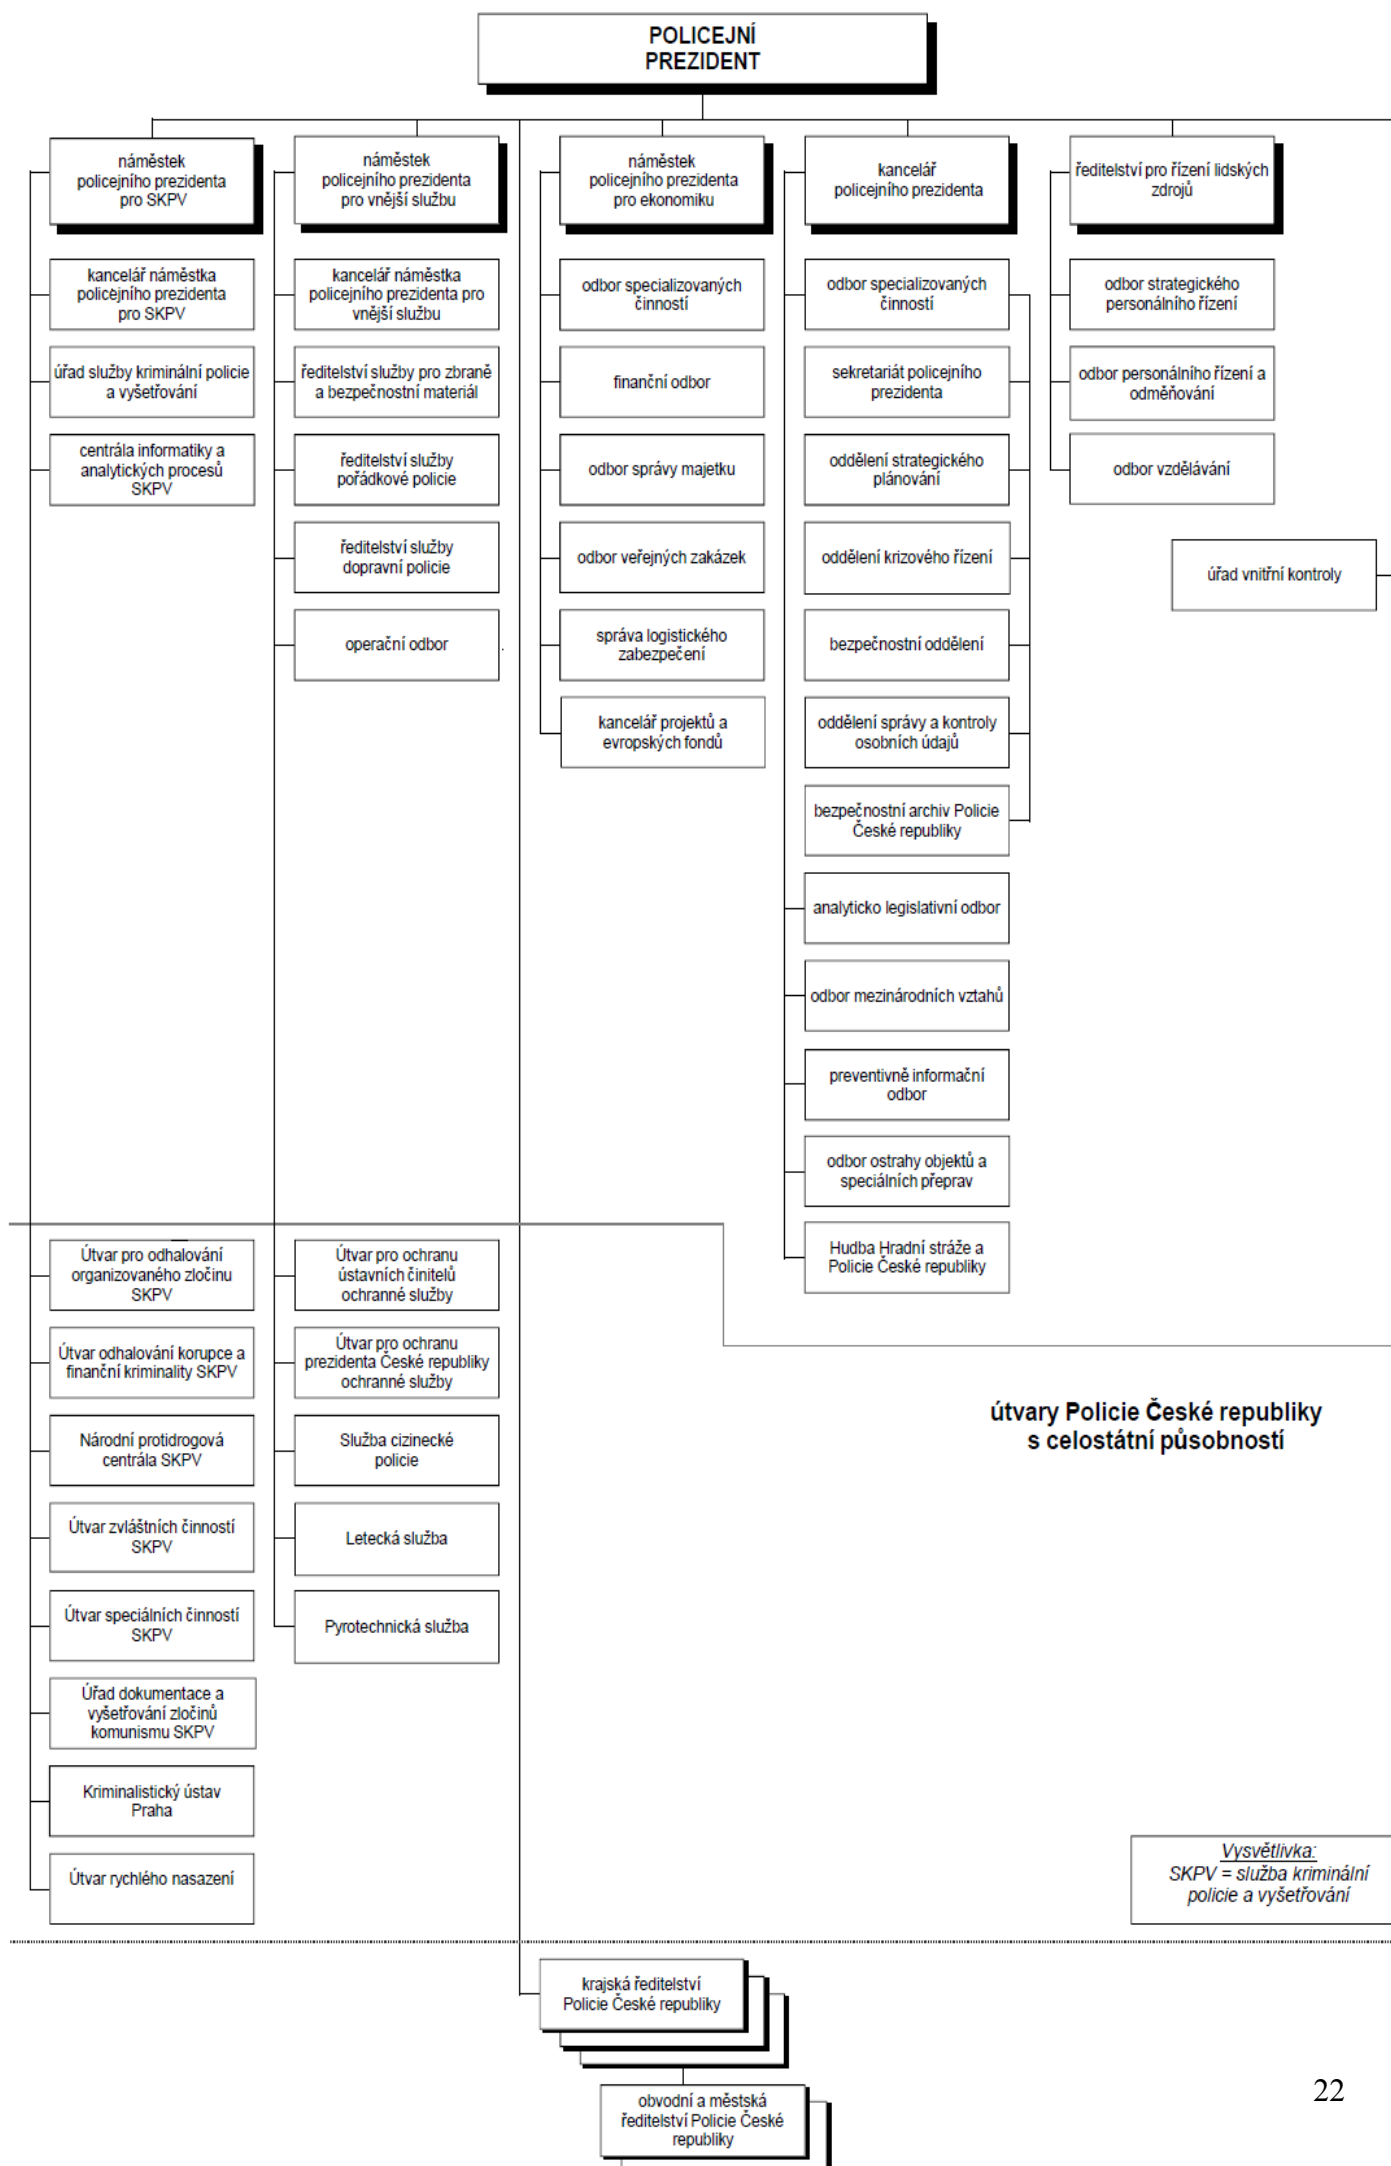 POLICEJNÍ
PREZIDENT
náměstek
policejního prezidenta
pro SKPV
náměstek
policejního prezidenta
pro vnější službu
náměstek
policejního prezidenta
pro ekonomiku
kancelář
policejního prezidenta
ředitelství pro řízení lidských
zdrojů
kancelář náměstka
policejního prezidenta
pro SKPV
úřad služby kriminální policie
a vyšetřování
centrála informatiky a
analytických procesů
SKPV
kancelář náměstka
policejního prezidenta pro
vnější službu
ředitelství služby pro zbraně
a bezpečnostní materiál
ředitelství služby
pořádkové policie
ředitelství služby
dopravní policie
operační odbor
odbor specializovaných
činností
finanční odbor
odbor správy majetku
odbor veřejných zakázek
správa logistického
zabezpečení
kancelář projektů a
evropských fondů
odbor specializovaných
činností
sekretariát policejního
prezidenta
oddělení strategického
plánování
oddělení krizového řízení
bezpečnostní oddělení
oddělení správy a kontroly
osobních údajů
bezpečnostní archiv Policie
České republiky
analyticko legislativní odbor
odbor mezinárodních vztahů
preventivně informační
odbor
odbor ostrahy objektů a
speciálních přeprav
Hudba Hradní stráže a
Policie České republiky
odbor strategického
personálního řízení
odbor personálního řízení a
odměňování
odbor vzdělávání
úřad vnitřní kontroly
Útvar pro odhalování
organizovaného zločinu
SKPV
Útvar odhalování korupce a
finanční kriminality SKPV
Národní protidrogová
centrála SKPV
Útvar zvláštních činností
SKPV
Útvar speciálních činností
SKPV
Úřad dokumentace a
vyšetřování zločinů
komunismu SKPV
Kriminalistický ústav
Praha
Útvar rychlého nasazení
Útvar pro ochranu
ústavních činitelů
ochranné služby
Útvar pro ochranu
prezidenta České republiky
ochranné služby
Služba cizinecké
policie
Letecká služba
Pyrotechnická služba
útvary Policie České republiky
s celostátní působností
Vysvětlivka:
SKPV = služba kriminální
policie a vyšetřování
krajská ředitelství
Policie České republiky
obvodní a městská
ředitelství Policie České
republiky
22